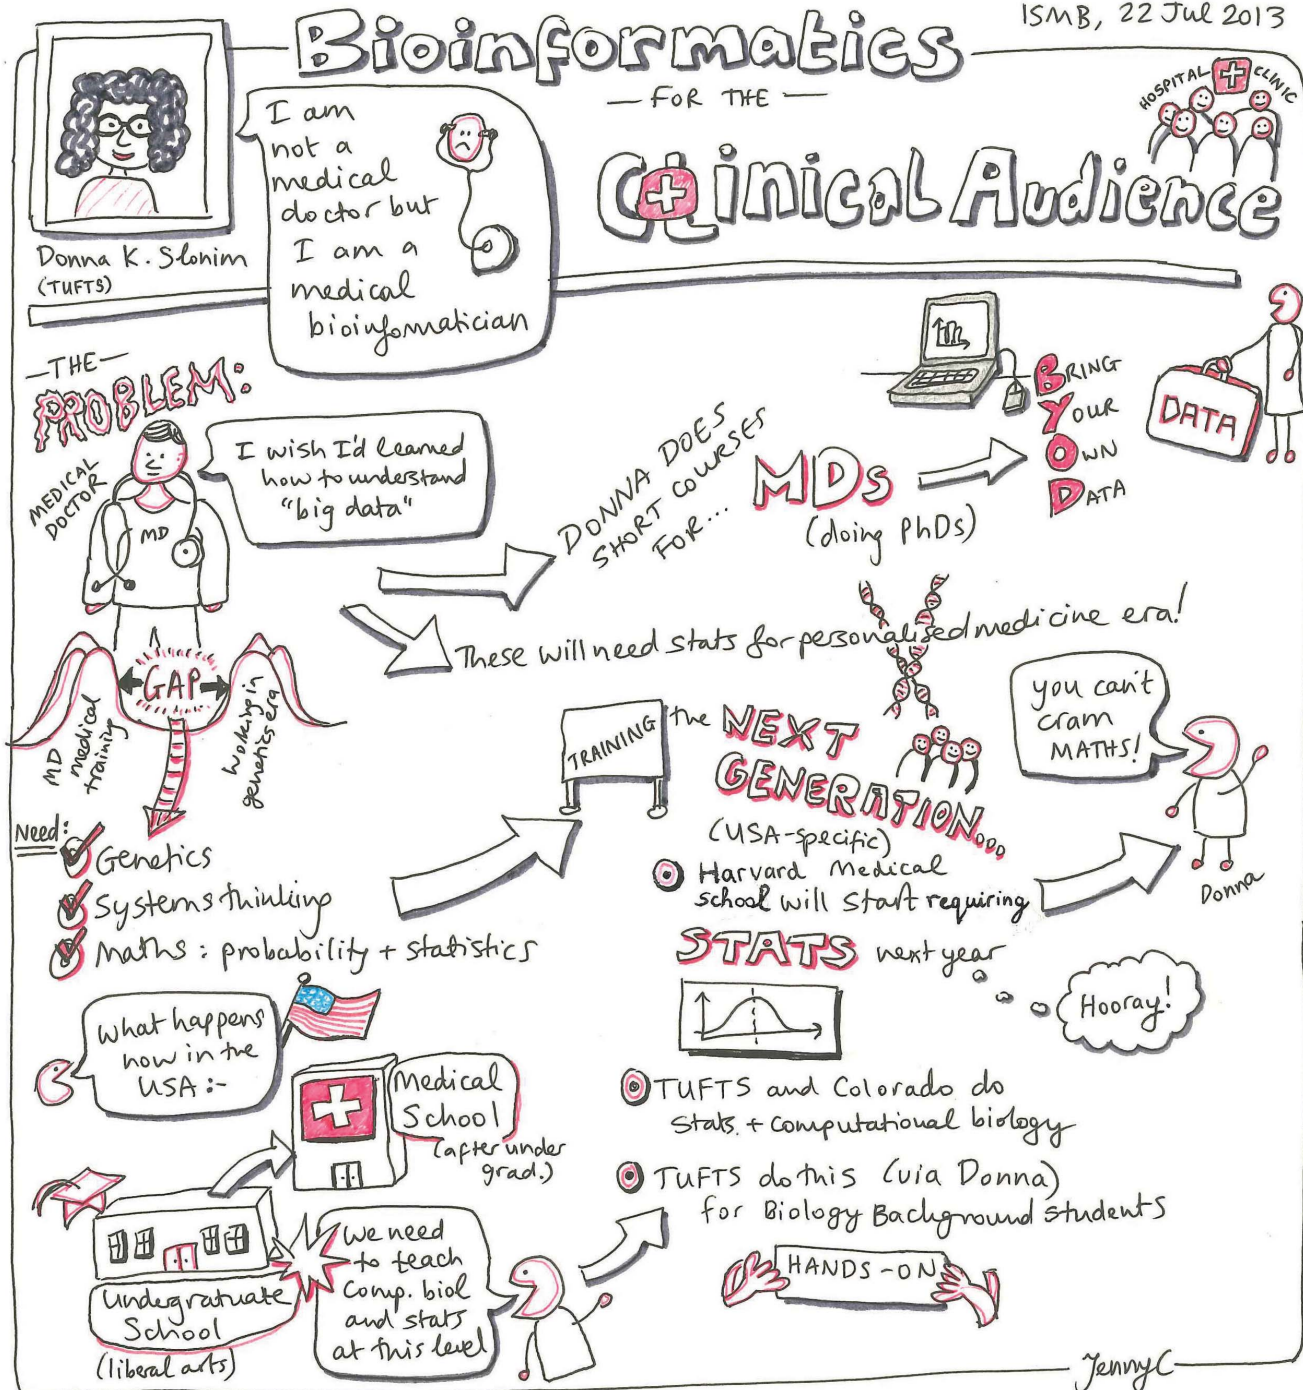 ISMB, 22 Jul 2013
Bioinformatics
— FOR THE —
Clinical Audience
HOSPITAL CLINIC
Donna K. Slonim
(TUFTS)
I am
not a
medical
doctor but
I am a
medical
bioinformatician
— THE —
PROBLEM:
MEDICAL
DOCTOR
MD
I wish I'd learned
how to understand
"big data"
DONNA DOES
SHORT COURSES
FOR...
MDs
(doing PhDs)
BRING
YOUR
OWN
DATA
DATA
These will need stats for personalised medicine era!
GAP
MD
medical
training
working in
genetics era
Need:
Genetics
Systems thinking
Maths: probability + statistics
TRAINING
the NEXT
GENERATION...
(USA-specific)
Harvard Medical
school will start requiring
STATS next year
you can't
cram
MATHS!
Donna
Hooray!
What happens
now in the
USA:-
Medical
School
(after under
grad.)
Undergratuate
School
(liberal arts)
we need
to teach
Comp. biol
and stats
at this level
TUFTS and Colorado do
Stats. + Computational biology
TUFTS do this (via Donna)
for Biology Background students
HANDS-ON
JennyC